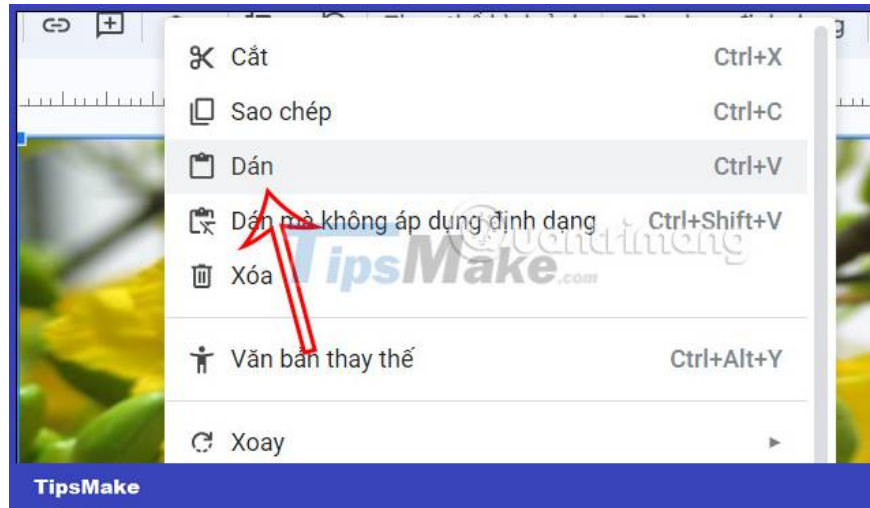 Cắt Ctrl+X
Sao chép Ctrl+C
Dán Ctrl+V
Dán mà không áp dụng định dạng Ctrl+Shift+V
Quantrimang
TipsMake.com
Xóa
Văn bản thay thế Ctrl+Alt+Y
Xoay
TipsMake